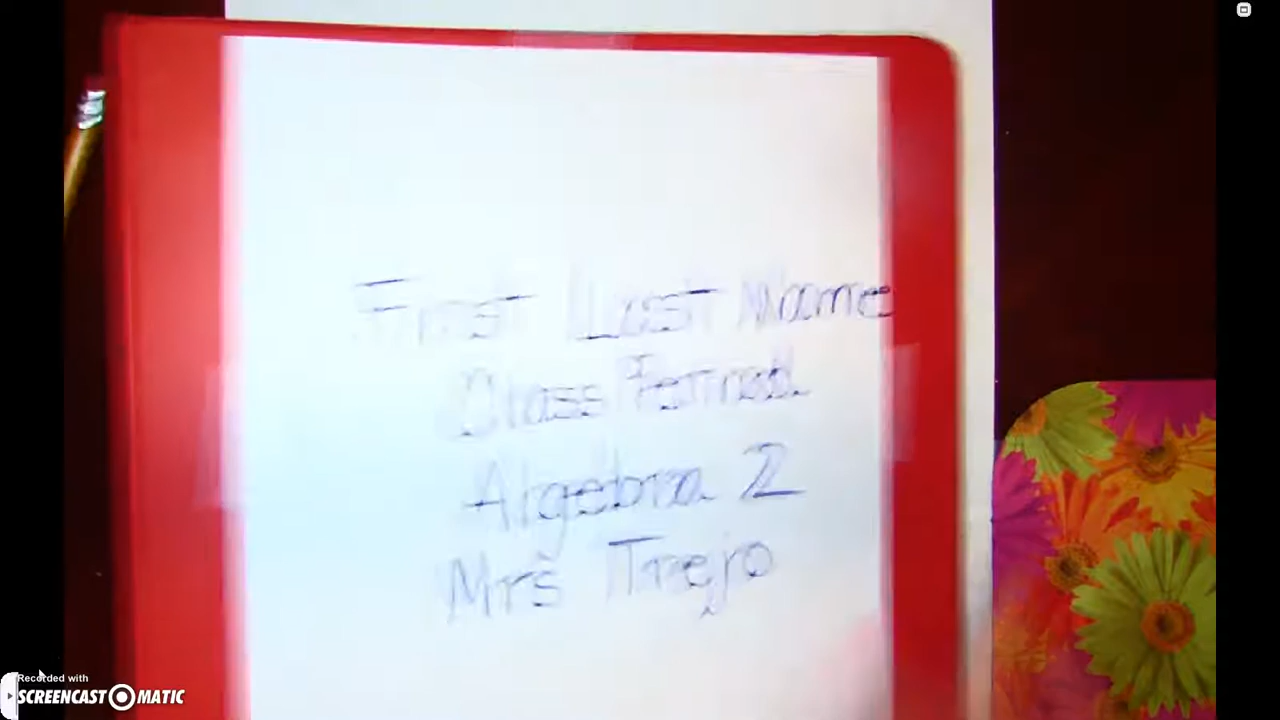 First Last Name
Class Period
Algebra 2
Mrs Trejo
Recorded with
SCREENCAST O MATIC